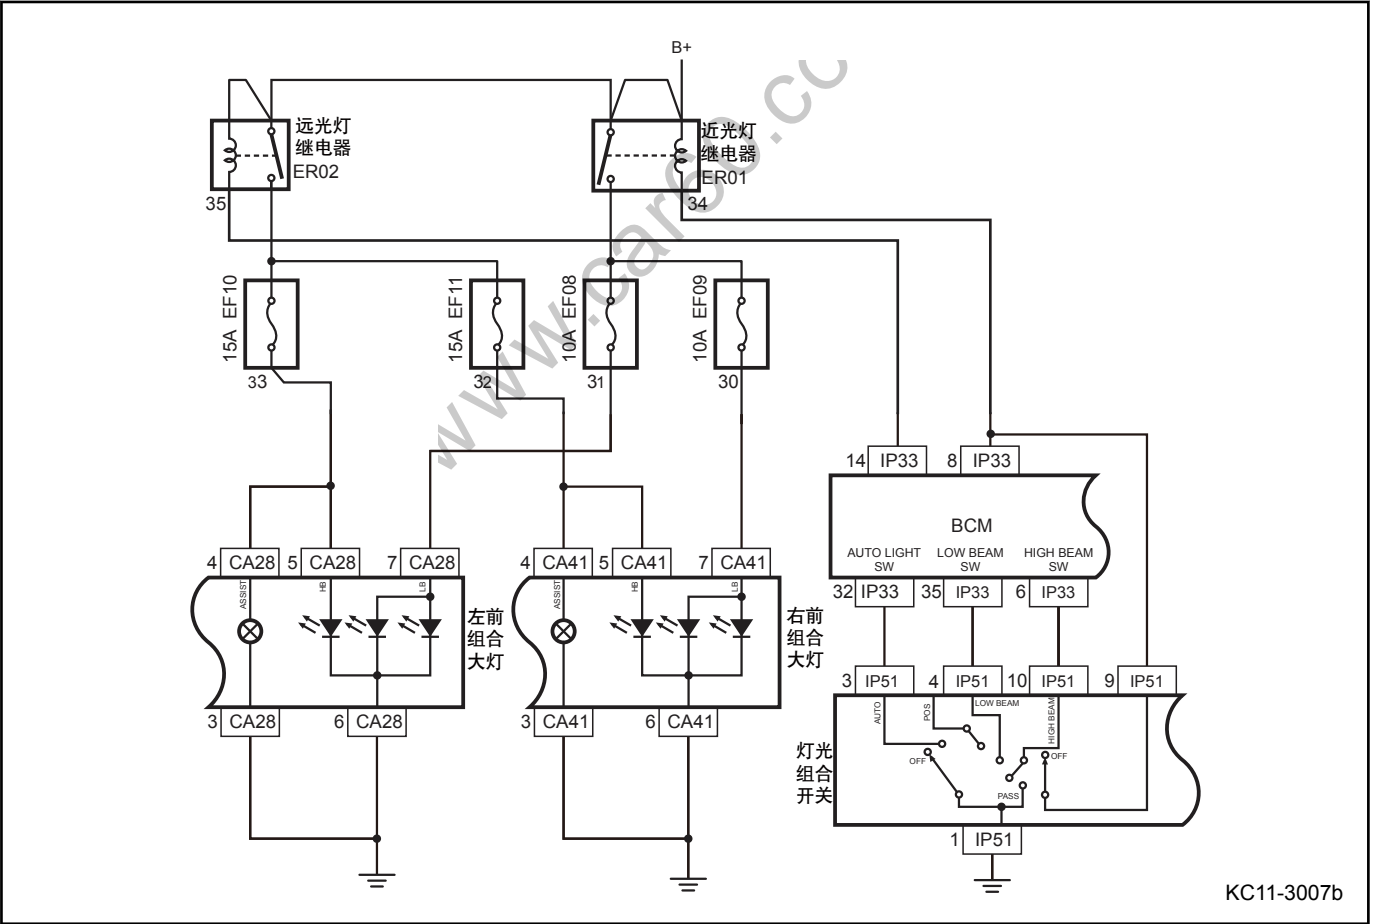 B+
远光灯
继电器
ER02
近光灯
继电器
ER01
35
34
15A EF10
15A EF11
10A EF08
10A EF09
33
32
31
30
www.car60.co
14 IP33
8 IP33
BCM
AUTO LIGHT
SW
LOW BEAM
SW
HIGH BEAM
SW
4 CA28
5 CA28
7 CA28
4 CA41
5 CA41
7 CA41
32 IP33
35 IP33
6 IP33
ASSIST
HB
LB
左前
组合
大灯
ASSIST
HB
LB
右前
组合
大灯
3 IP51
4 IP51
10 IP51
9 IP51
3 CA28
6 CA28
3 CA41
6 CA41
AUTO
POS
LOW BEAM
HIGH BEAM
OFF
OFF
PASS
灯光
组合
开关
1 IP51
KC11-3007b